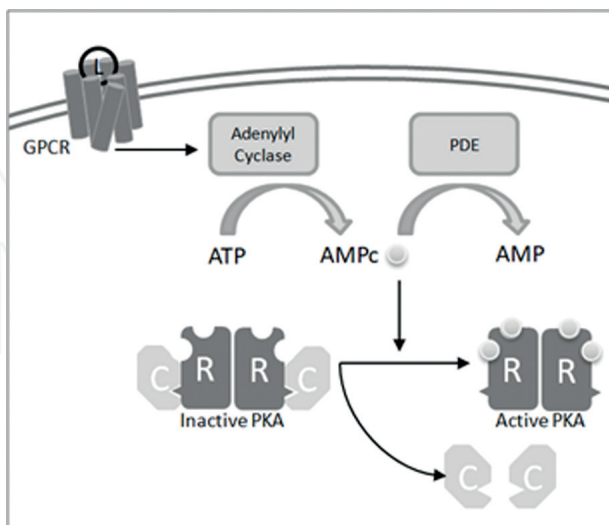 L
GPCR
Adenylyl
Cyclase
PDE
ATP
AMPc
AMP
C
R
R
C
Inactive PKA
R
R
Active PKA
C
C